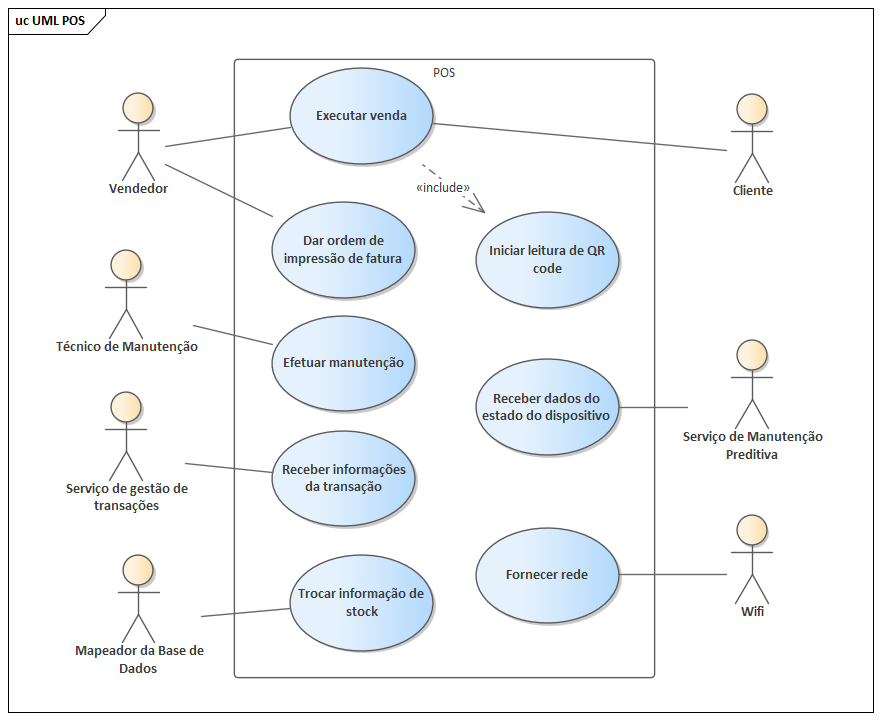 uc UML POS
POS
Executar venda
Vendedor
Cliente
«include»
Dar ordem de
impressão de fatura
Iniciar leitura de QR
code
Técnico de Manutenção
Efetuar manutenção
Receber dados do
estado do dispositivo
Serviço de Manutenção
Preditiva
Serviço de gestão de
transações
Receber informações
da transação
Fornecer rede
Wifi
Trocar informação de
stock
Mapeador da Base de
Dados